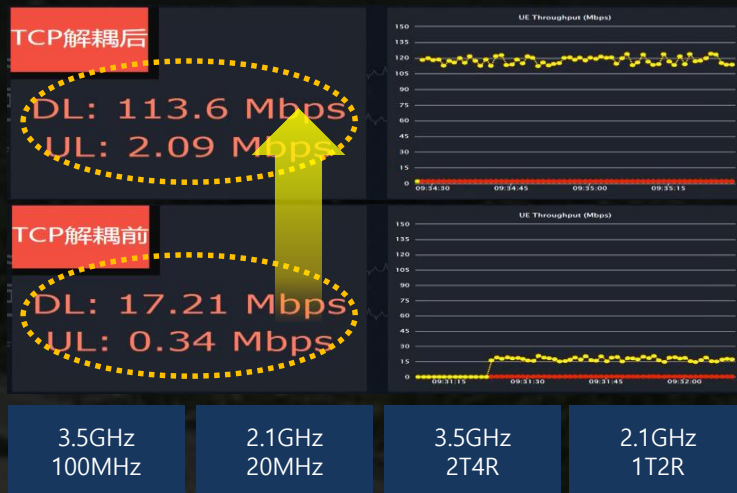 TCP解耦后
DL: 113.6 Mbps
UL: 2.09 Mbps
UE Throughput (Mbps)
150
135
120
105
90
75
60
45
30
15
0
09:34:30 09:34:45 09:35:00 09:35:15
TCP解耦前
DL: 17.21 Mbps
UL: 0.34 Mbps
UE Throughput (Mbps)
150
135
120
105
90
75
60
45
30
15
0
09:31:15 09:31:30 09:31:45 09:32:00
3.5GHz
100MHz
2.1GHz
20MHz
3.5GHz
2T4R
2.1GHz
1T2R